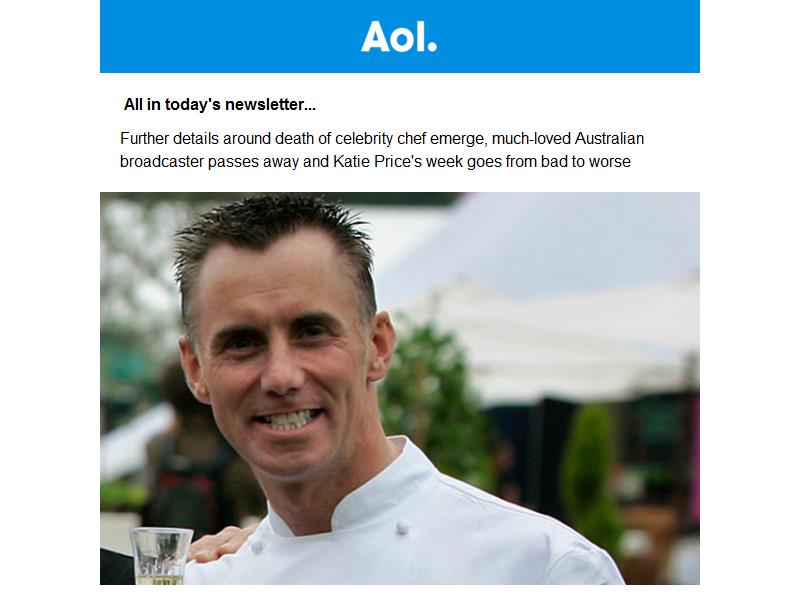 Aol.
All in today's newsletter...
Further details around death of celebrity chef emerge, much-loved Australian
broadcaster passes away and Katie Price's week goes from bad to worse